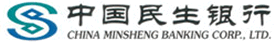 中国民生银行
CHINA MINSHENG BANKING CORP., LTD.